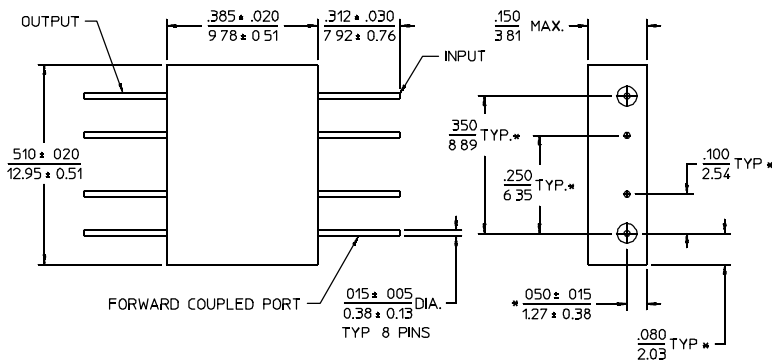 OUTPUT
.385 ± .020
9 78 ± 0 51
.312 ± .030
7 92 ± 0.76
INPUT
.150
3 81
MAX.
510 ± 020
12.95 ± 0.51
.350
8 89
TYP.*
.250
6 35
TYP.*
.100
2.54
TYP *
FORWARD COUPLED PORT
015 ± 005
0.38 ± 0.13
DIA.
TYP 8 PINS
* 050 ± 015
1.27 ± 0.38
.080
2.03
TYP *